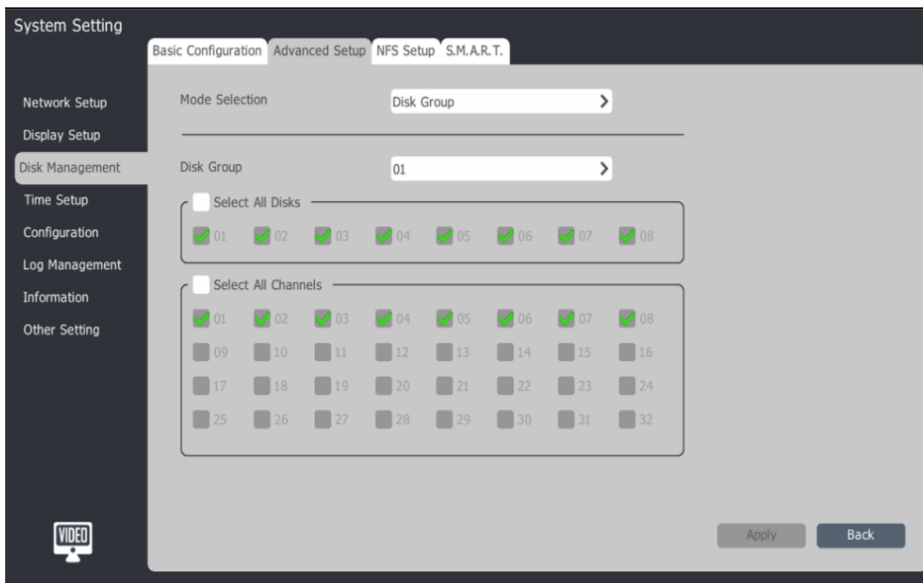 System Setting
Basic Configuration Advanced Setup NFS Setup S.M.A.R.T.
Network Setup
Display Setup
Disk Management
Time Setup
Configuration
Log Management
Information
Other Setting
Mode Selection Disk Group
Disk Group 01
Select All Disks
01 02 03 04 05 06 07 08
Select All Channels
01 02 03 04 05 06 07 08
09 10 11 12 13 14 15 16
17 18 19 20 21 22 23 24
25 26 27 28 29 30 31 32
VIDEO
Apply Back